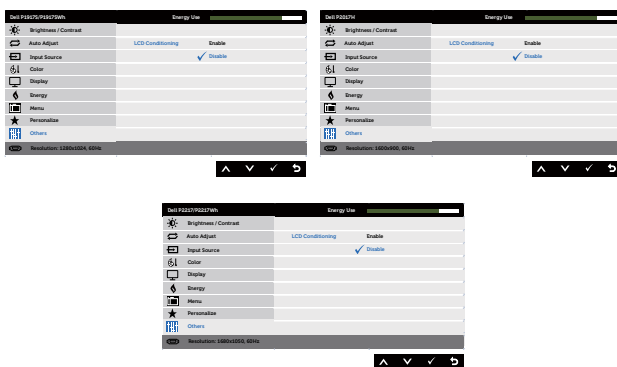 Dell P1917S/P1917SWh Energy Use
Brightness / Contrast
Auto Adjust LCD Conditioning Enable
Input Source Disable
Color
Display
Energy
Menu
Personalize
Others
Resolution: 1280x1024, 60Hz
Dell P2017H Energy Use
Brightness / Contrast
Auto Adjust LCD Conditioning Enable
Input Source Disable
Color
Display
Energy
Menu
Personalize
Others
Resolution: 1600x900, 60Hz
Dell P2217/P2217Wh Energy Use
Brightness / Contrast
Auto Adjust LCD Conditioning Enable
Input Source Disable
Color
Display
Energy
Menu
Personalize
Others
Resolution: 1680x1050, 60Hz